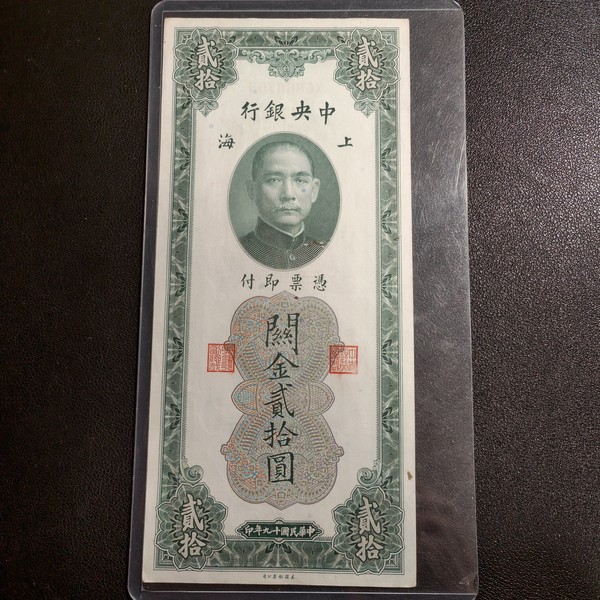 貳拾
貳拾
中央銀行
上海
憑票即付
關金貳拾圓
貳拾
貳拾
中華民國十九年印